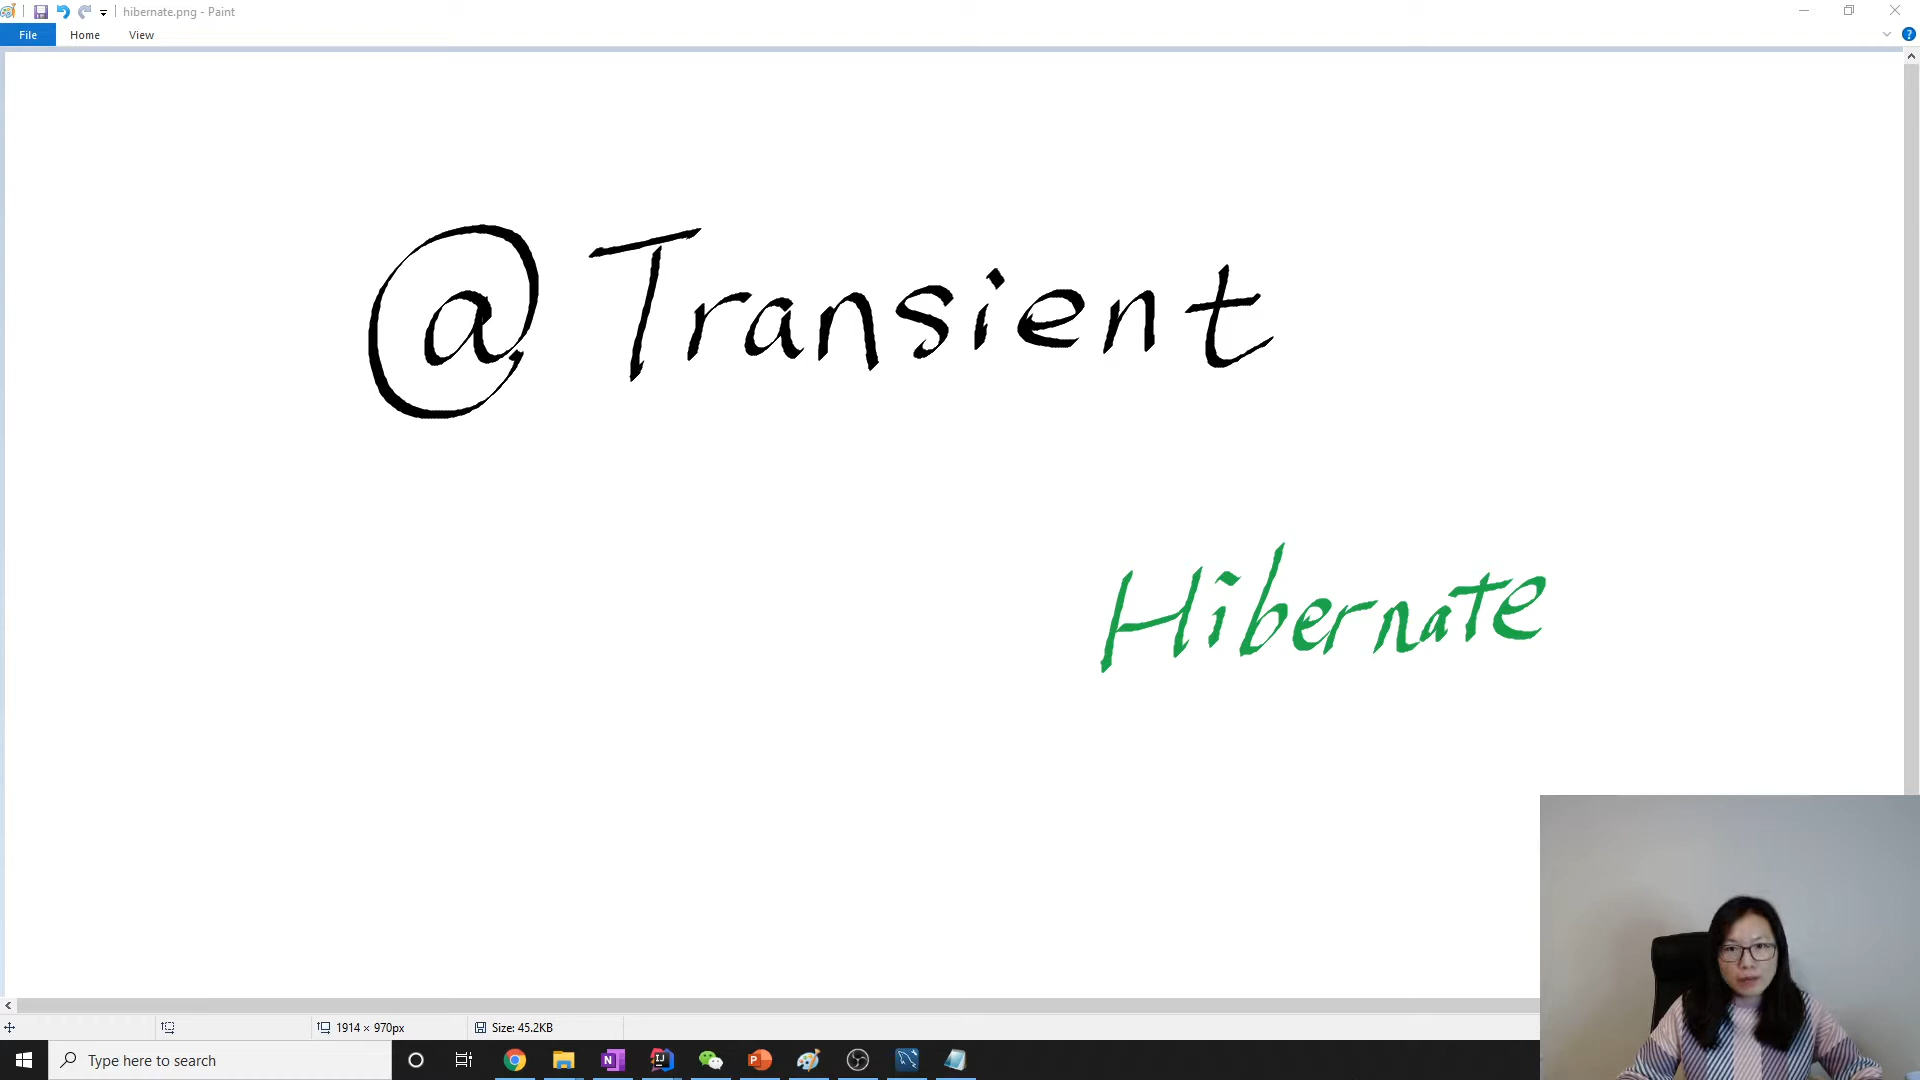 hibernate.png - Paint
File Home View
@Transient
Hibernate
1914 × 970px Size: 45.2KB
Type here to search